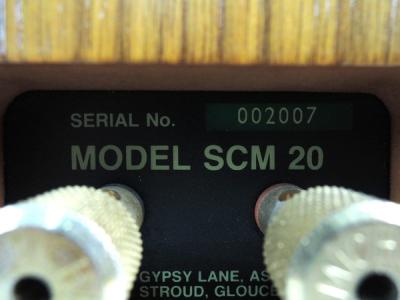 SERIAL No. 002007
MODEL SCM 20
GYPSY LANE,
STROUD,